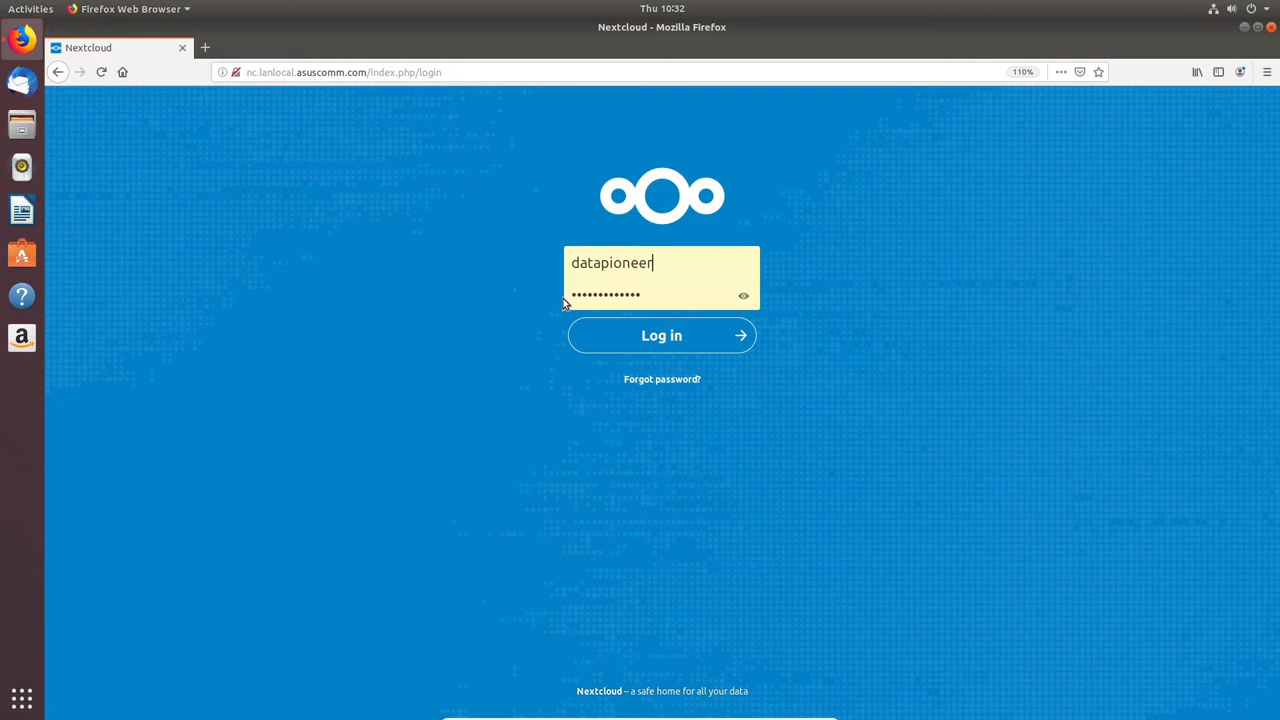 Activities
Firefox Web Browser
Thu 10:32
Nextcloud - Mozilla Firefox
Nextcloud
nc.lanlocal.asuscomm.com/index.php/login
110%
datapioneer
•••••••••••••
Log in
Forgot password?
Nextcloud – a safe home for all your data